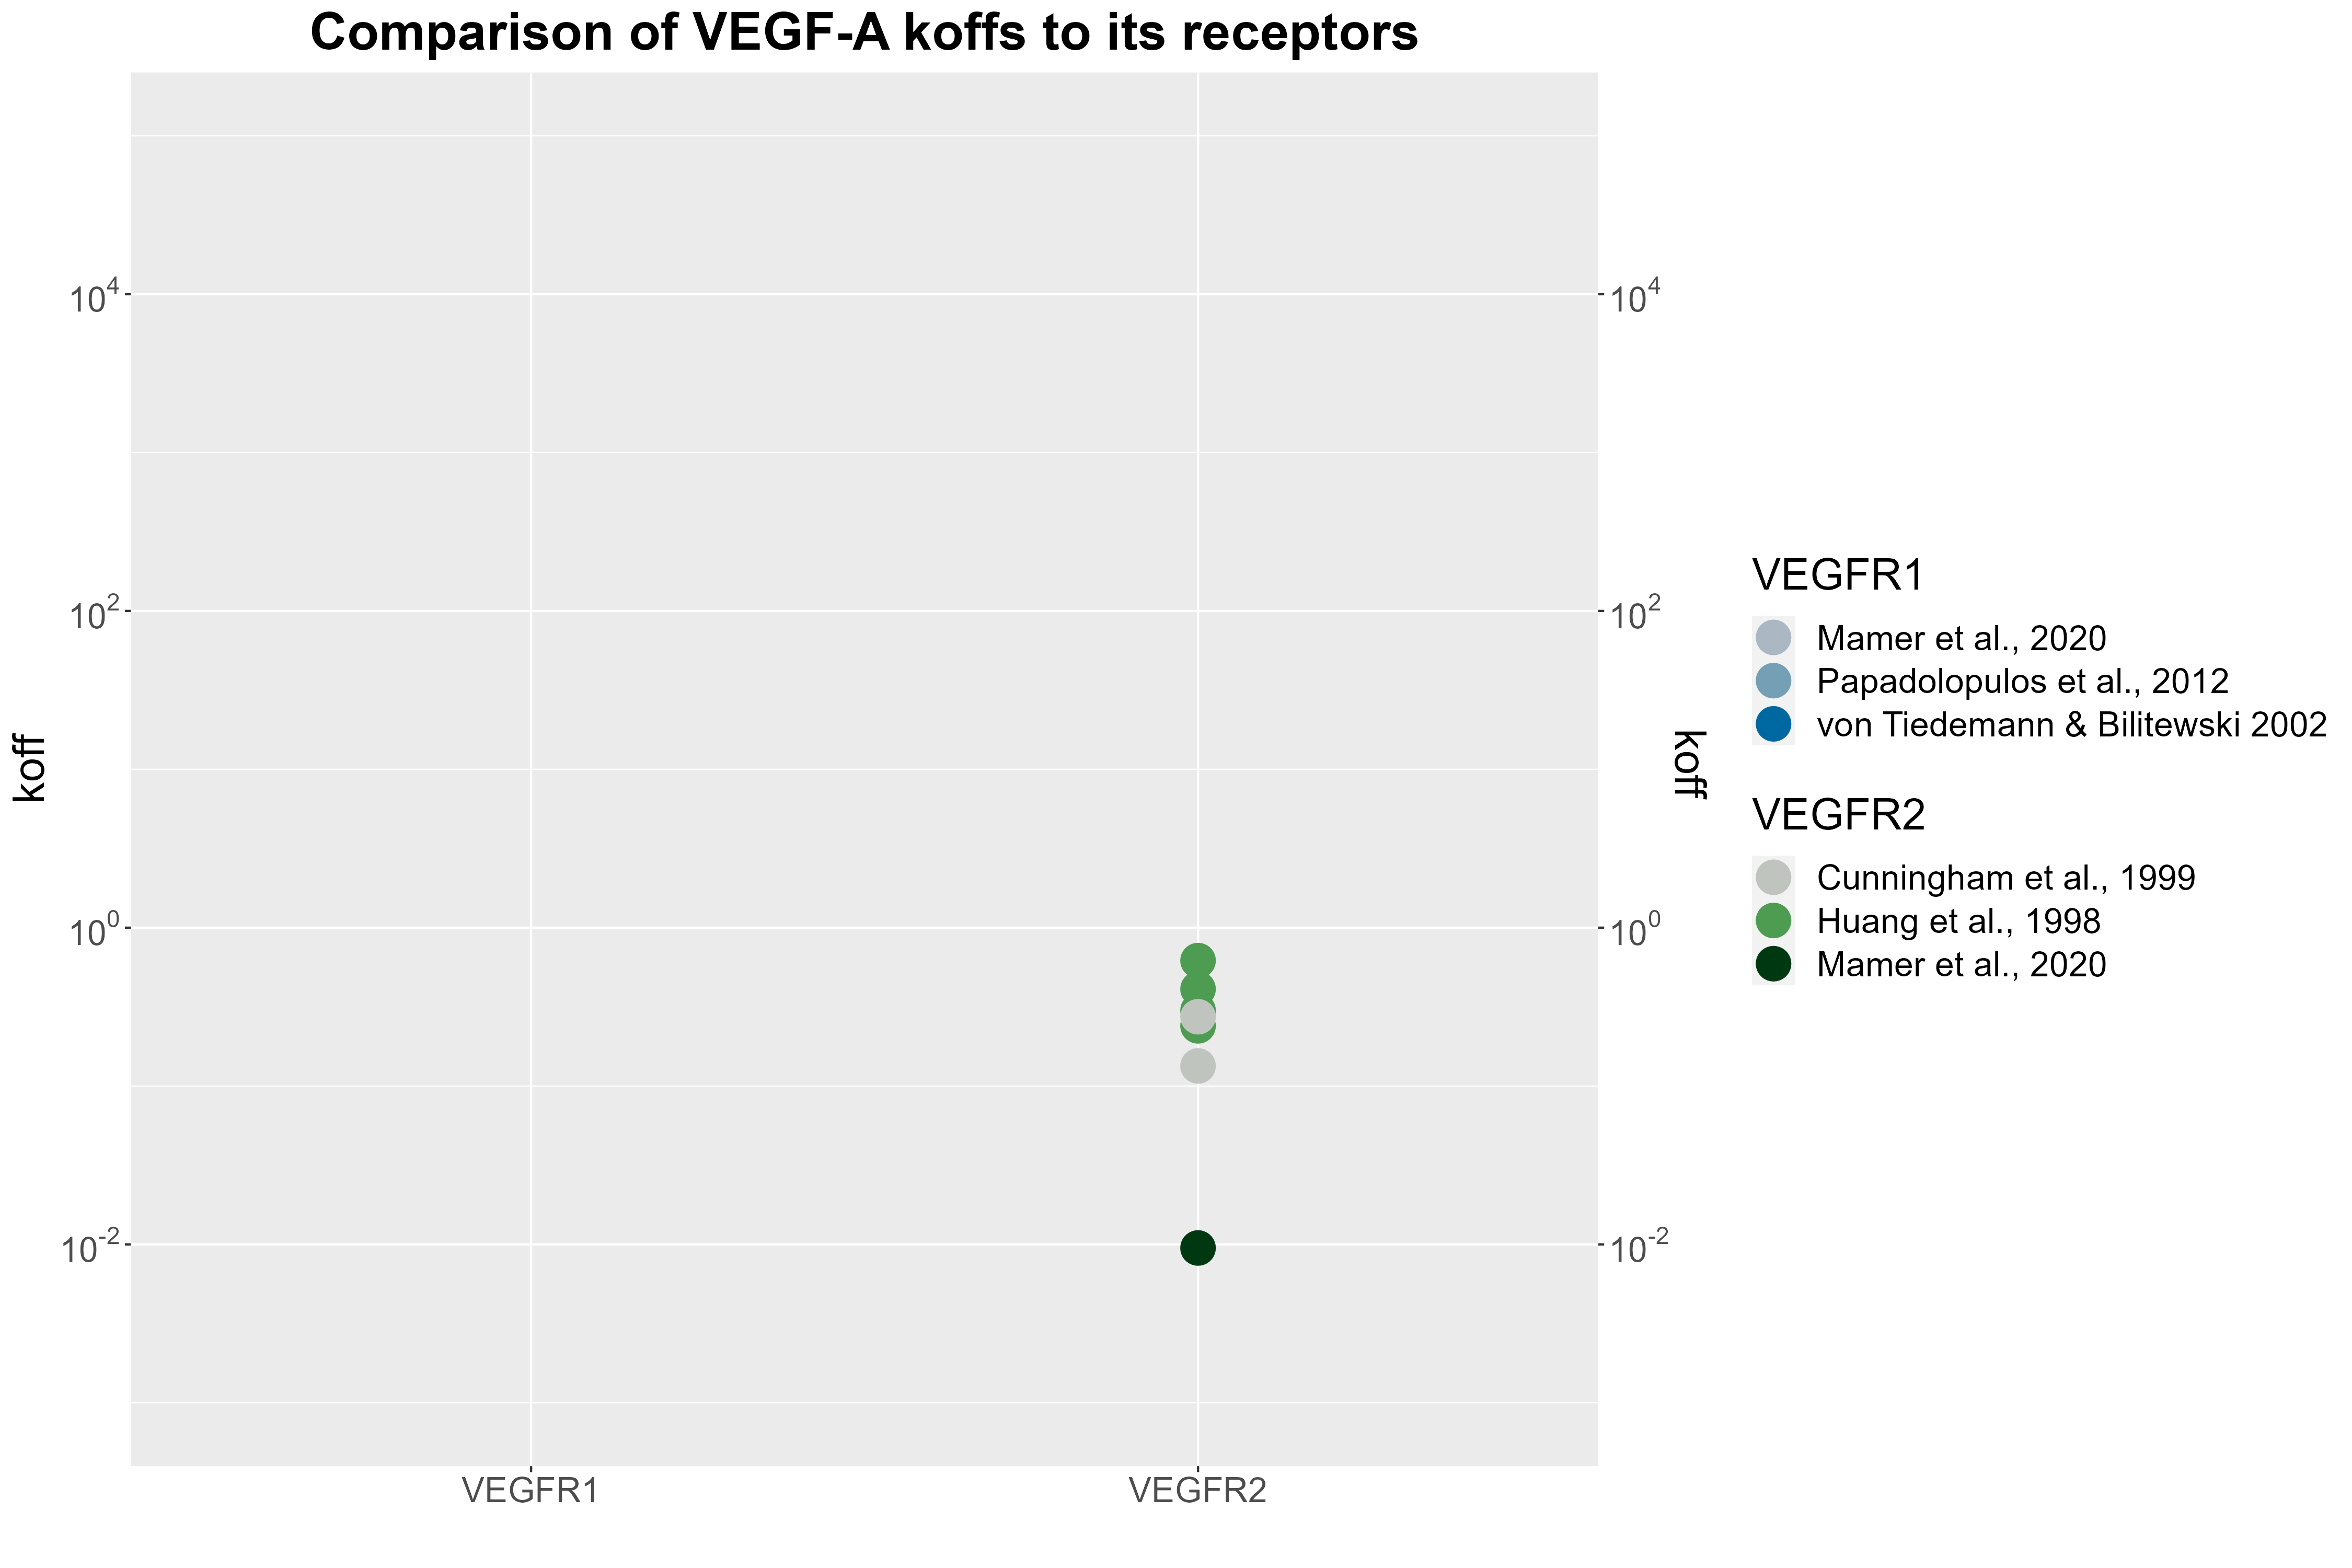 Comparison of VEGF-A koffs to its receptors
koff
10^4
10^2
10^0
10^-2
10^4
10^2
10^0
10^-2
koff
VEGFR1
VEGFR2
VEGFR1
Mamer et al., 2020
Papadolopulos et al., 2012
von Tiedemann & Bilitewski 2002
VEGFR2
Cunningham et al., 1999
Huang et al., 1998
Mamer et al., 2020